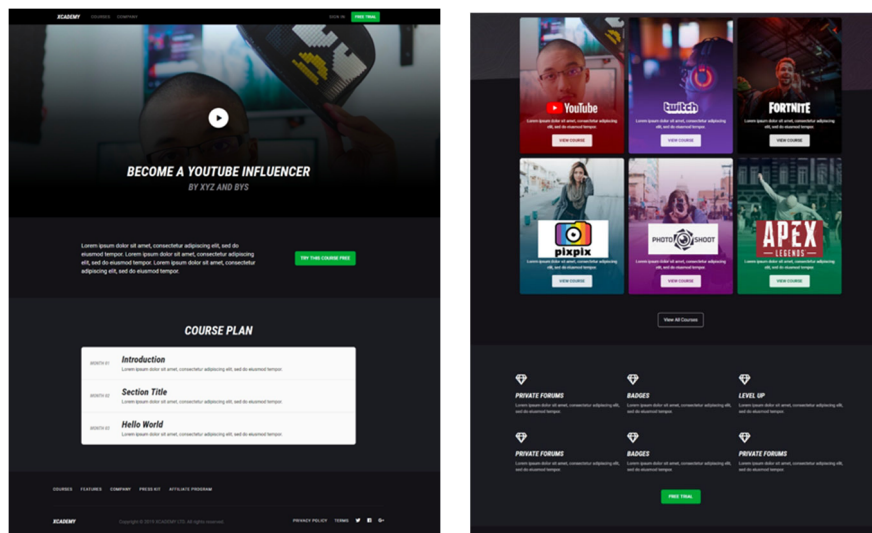 XCADEMY COURSES COMPANY SIGN IN FREE TRIAL
BECOME A YOUTUBE INFLUENCER
BY XYZ AND BYS
Lorem ipsum dolor sit amet, consectetur adipiscing elit, sed do
eiusmod tempor. Lorem ipsum dolor sit amet, consectetur
elit, sed do eiusmod tempor. Lorem ipsum dolor sit amet, consectetur
adipiscing elit, sed do eiusmod tempor.
TRY THIS COURSE FREE
COURSE PLAN
MONTH 01
Introduction
Lorem ipsum dolor sit amet, consectetur adipiscing elit, sed do eiusmod tempor.
MONTH 02
Section Title
Lorem ipsum dolor sit amet, consectetur adipiscing elit, sed do eiusmod tempor.
MONTH 03
Hello World
Lorem ipsum dolor sit amet, consectetur adipiscing elit, sed do eiusmod tempor.
COURSES FEATURES COMPANY PRESS KIT AFFILIATE PROGRAM
XCADEMY Copyright © 2019 XCADEMY LTD. All rights reserved. PRIVACY POLICY TERMS
YouTube
Lorem ipsum dolor sit amet, consectetur adipiscing
elit, sed do eiusmod tempor.
VIEW COURSE
twitch
Lorem ipsum dolor sit amet, consectetur adipiscing
elit, sed do eiusmod tempor.
VIEW COURSE
FORTNITE
Lorem ipsum dolor sit amet, consectetur adipiscing
elit, sed do eiusmod tempor.
VIEW COURSE
pixpix
VIEW COURSE
PHOTO SHOOT
VIEW COURSE
APEX
LEGENDS
VIEW COURSE
View All Courses
PRIVATE FORUMS
Lorem ipsum dolor sit amet, consectetur adipiscing elit,
sed do eiusmod tempor.
BADGES
Lorem ipsum dolor sit amet, consectetur adipiscing elit,
sed do eiusmod tempor.
LEVEL UP
Lorem ipsum dolor sit amet, consectetur adipiscing elit,
sed do eiusmod tempor.
PRIVATE FORUMS
Lorem ipsum dolor sit amet, consectetur adipiscing elit,
sed do eiusmod tempor.
BADGES
Lorem ipsum dolor sit amet, consectetur adipiscing elit,
sed do eiusmod tempor.
PRIVATE FORUMS
Lorem ipsum dolor sit amet, consectetur adipiscing elit,
sed do eiusmod tempor.
FREE TRIAL